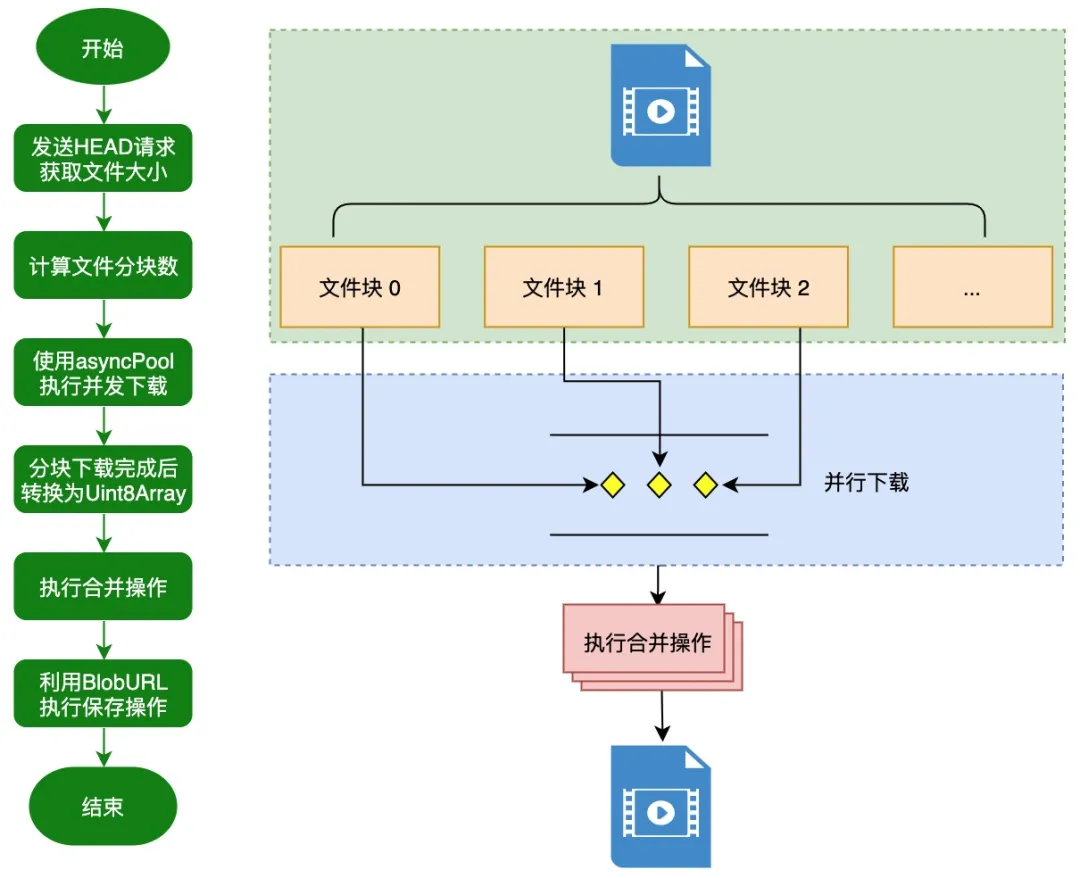 开始
发送HEAD请求
获取文件大小
计算文件分块数
使用asyncPool
执行并发下载
分块下载完成后
转换为Uint8Array
执行合并操作
利用BlobURL
执行保存操作
结束
文件块 0
文件块 1
文件块 2
...
并行下载
执行合并操作